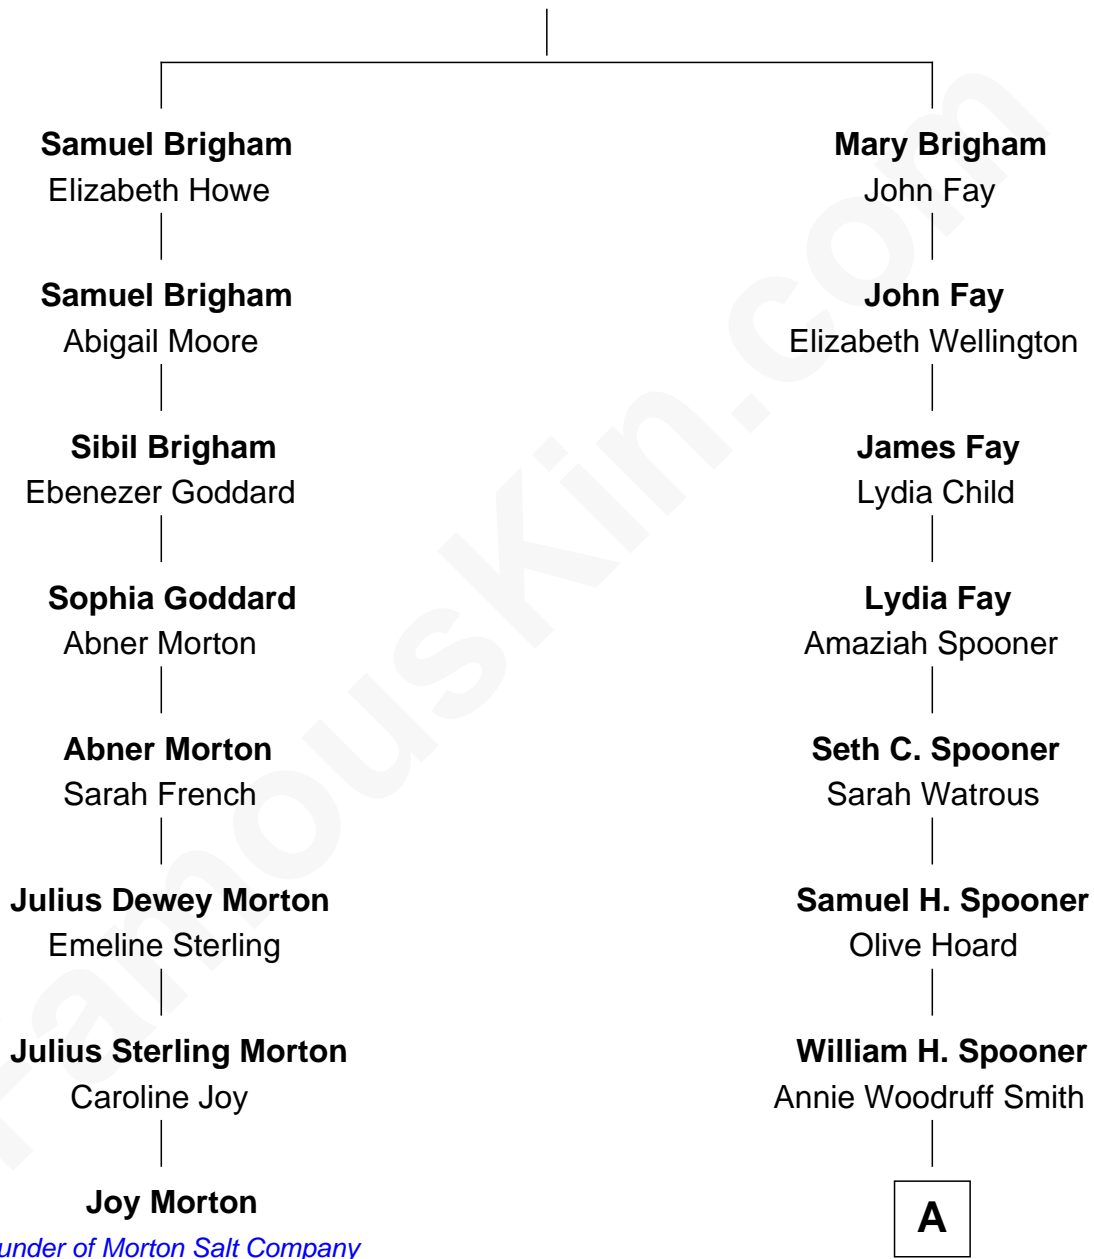 Samuel Brigham
Elizabeth Howe
Samuel Brigham
Abigail Moore
Sibil Brigham
Ebenezer Goddard
Sophia Goddard
Abner Morton
Abner Morton
Sarah French
Julius Dewey Morton
Emeline Sterling
Julius Sterling Morton
Caroline Joy
Joy Morton
under of Morton Salt Company
Mary Brigham
John Fay
John Fay
Elizabeth Wellington
James Fay
Lydia Child
Lydia Fay
Amaziah Spooner
Seth C. Spooner
Sarah Watrous
Samuel H. Spooner
Olive Hoard
William H. Spooner
Annie Woodruff Smith
A
FamousKin.com